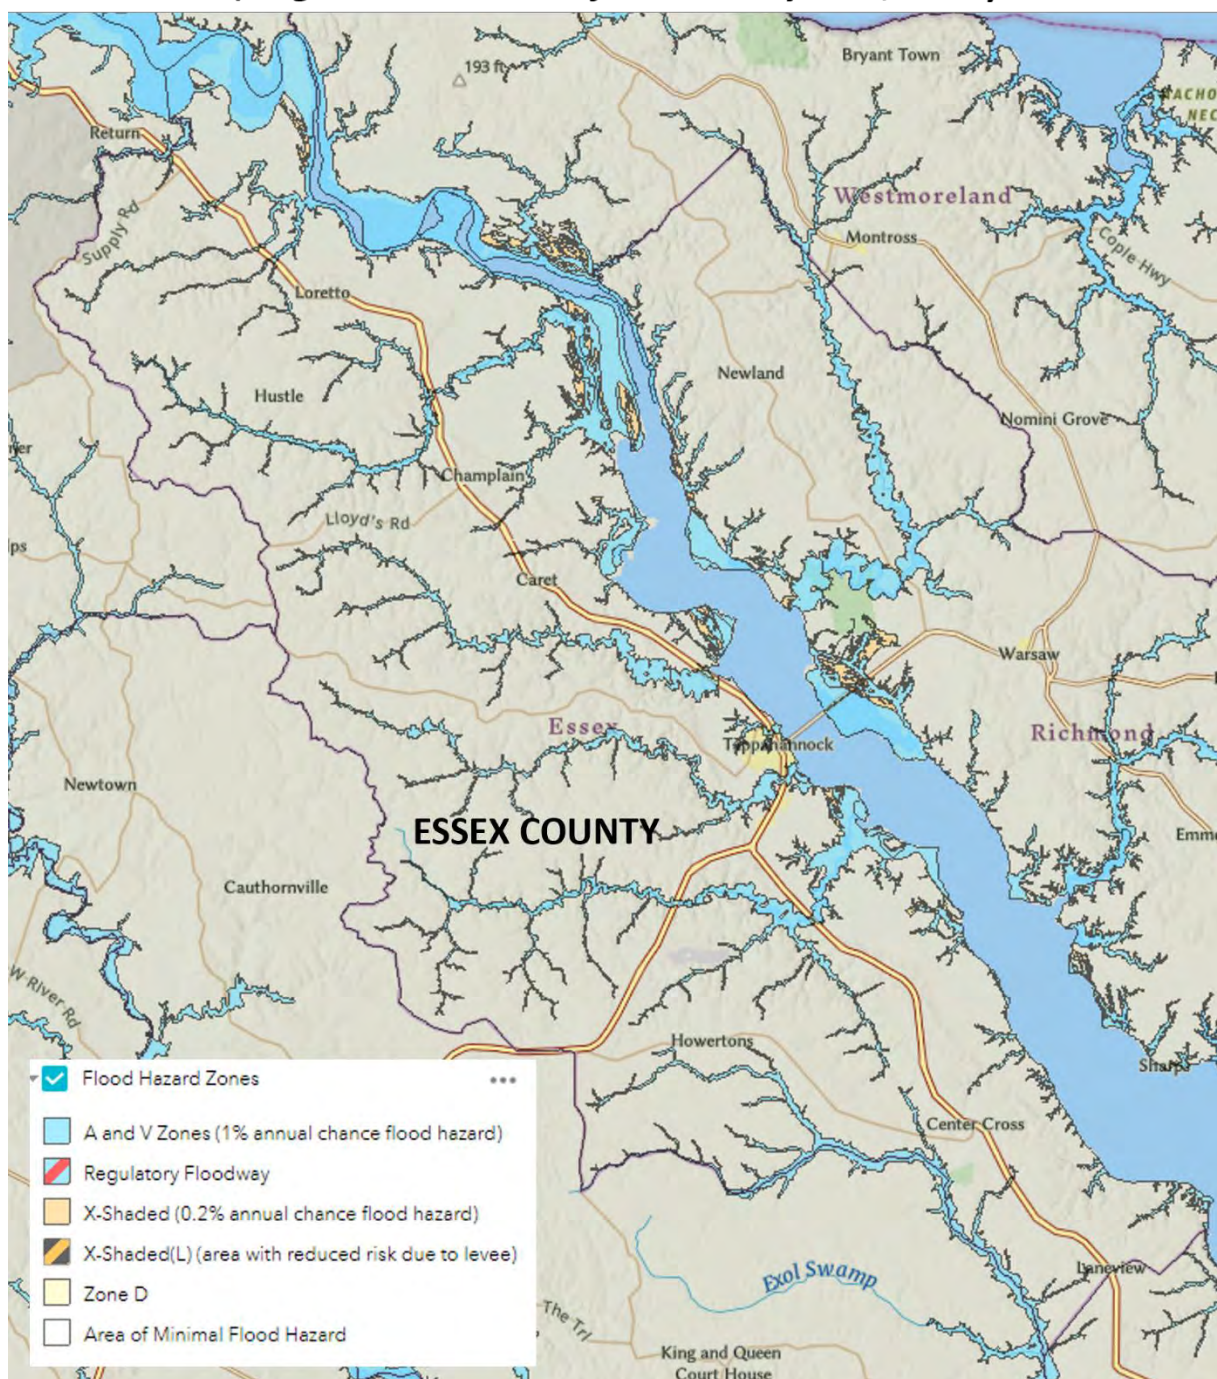 Bryant Town
193 ft
NEC
Return
Westmoreland
Supply Rd
Montross
Cople Hwy
Loretto
Newland
Hustle
Nomini Grove
Champlain
Lloyd's Rd
ps
Caret
Warsaw
Essex
Richmond
Tappahannock
Newtown
ESSEX COUNTY
Emm
Cauthornville
W River Rd
Howertons
Sharps
Flood Hazard Zones
Center Cross
A and V Zones (1% annual chance flood hazard)
Regulatory Floodway
X-Shaded (0.2% annual chance flood hazard)
X-Shaded(L) (area with reduced risk due to levee)
Laneview
Exol Swamp
Zone D
The Trl
Area of Minimal Flood Hazard
King and Queen
Court House